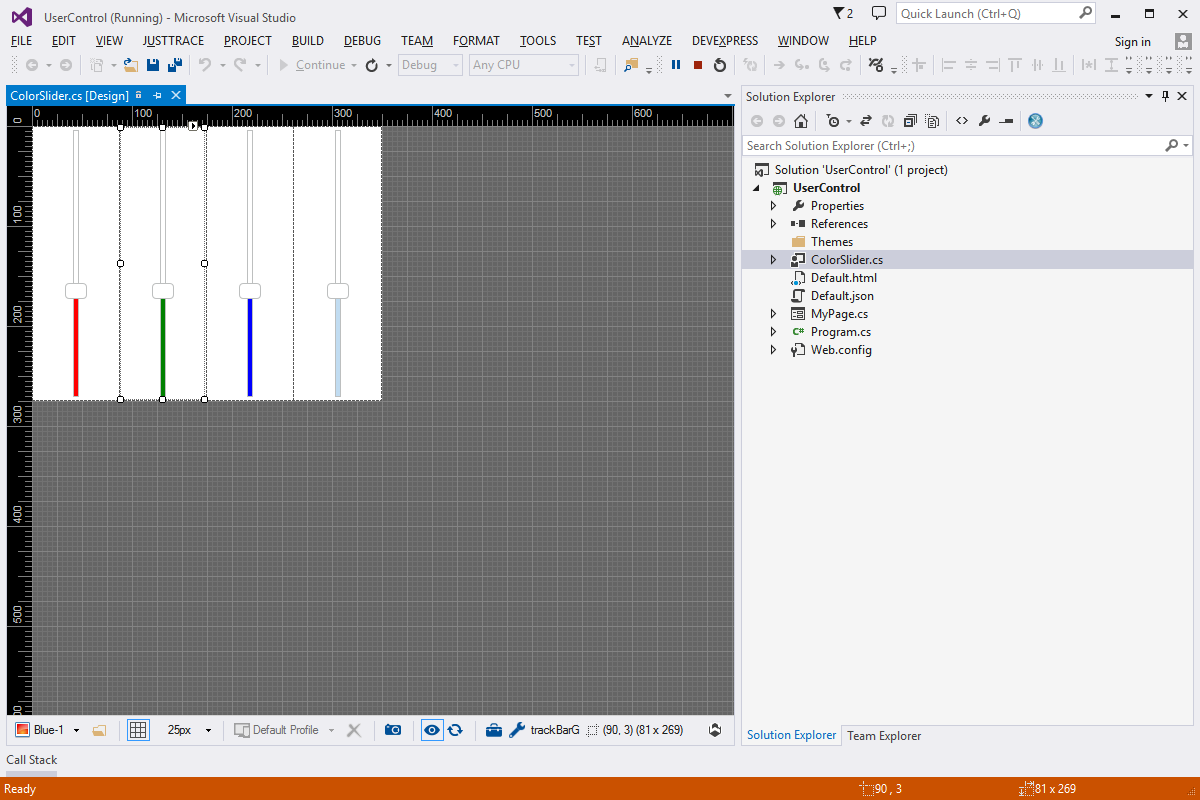 UserControl (Running) - Microsoft Visual Studio
2
Quick Launch (Ctrl+Q)
FILE EDIT VIEW JUSTTRACE PROJECT BUILD DEBUG TEAM FORMAT TOOLS TEST ANALYZE DEVEXPRESS WINDOW HELP
Sign in
Continue Debug Any CPU
ColorSlider.cs [Design]
0 100 200 300 400 500 600
0
100
200
300
400
500
Blue-1 25px Default Profile trackBarG (90, 3) (81 x 269)
Solution Explorer
Search Solution Explorer (Ctrl+;)
Solution 'UserControl' (1 project)
UserControl
Properties
References
Themes
ColorSlider.cs
Default.html
Default.json
MyPage.cs
C# Program.cs
Web.config
Solution Explorer Team Explorer
Call Stack
Ready 90 , 3 81 x 269